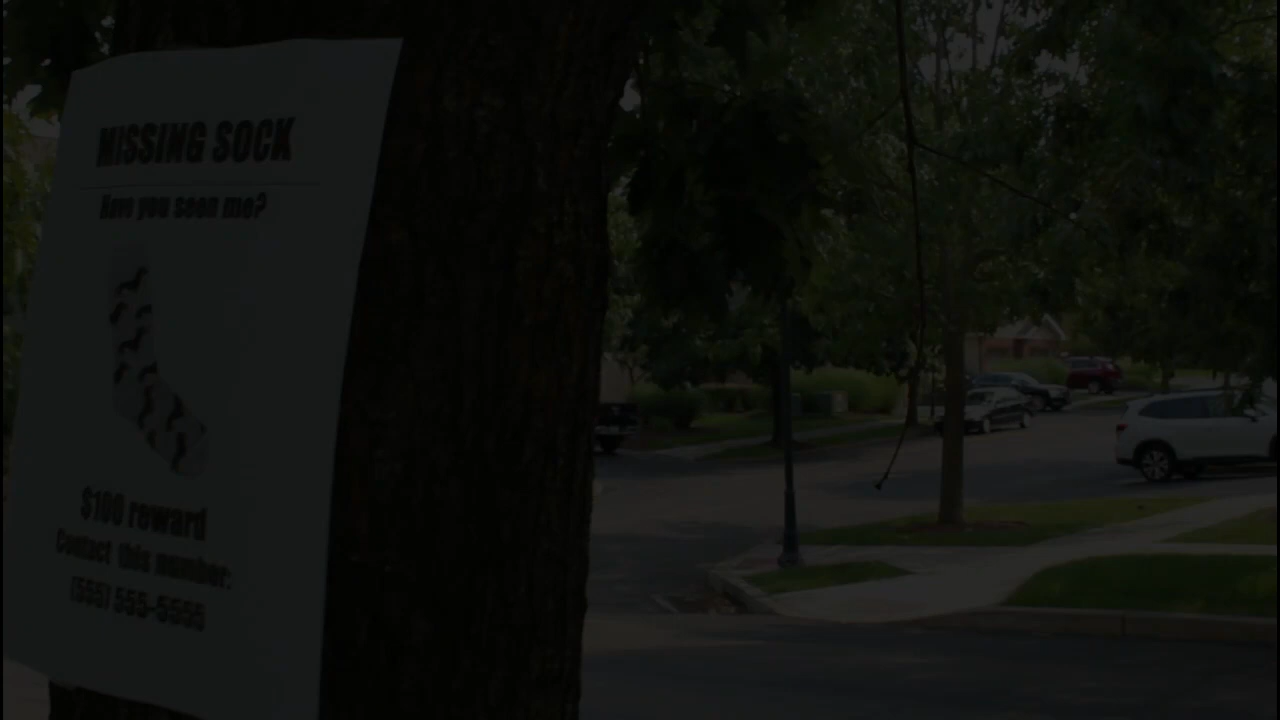 MISSING SOCK
Have you seen me?
$100 reward
Contact this number:
(555) 555-5555